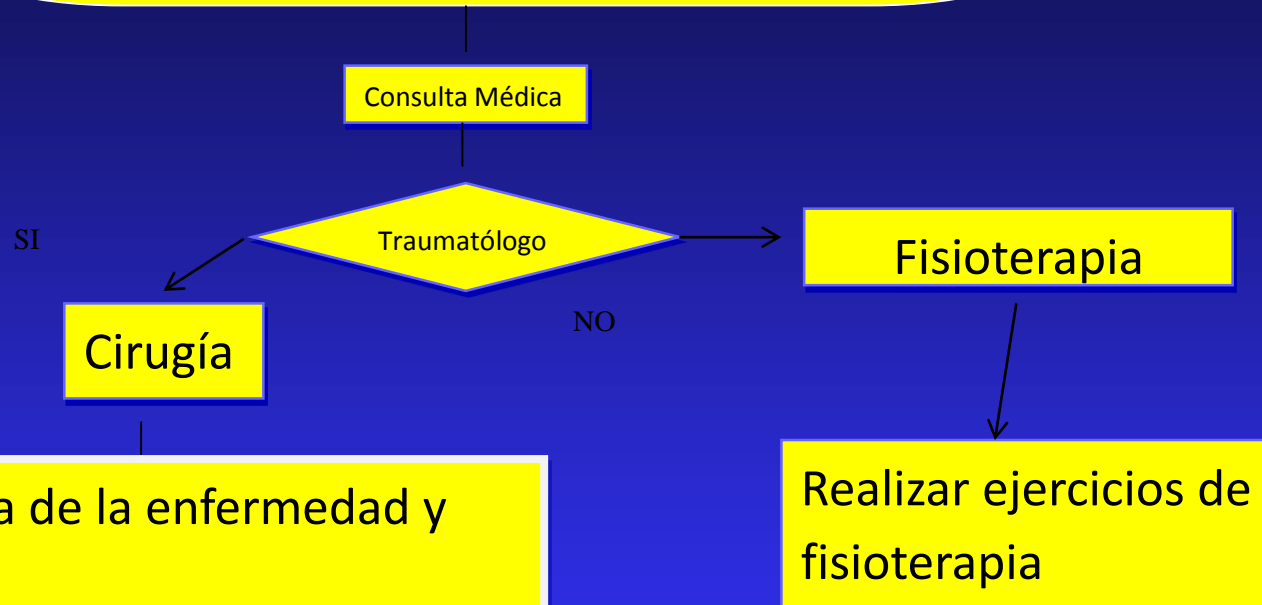 Consulta Médica
Traumatólogo
SI
Fisioterapia
NO
Cirugía
a de la enfermedad y
Realizar ejercicios de
fisioterapia